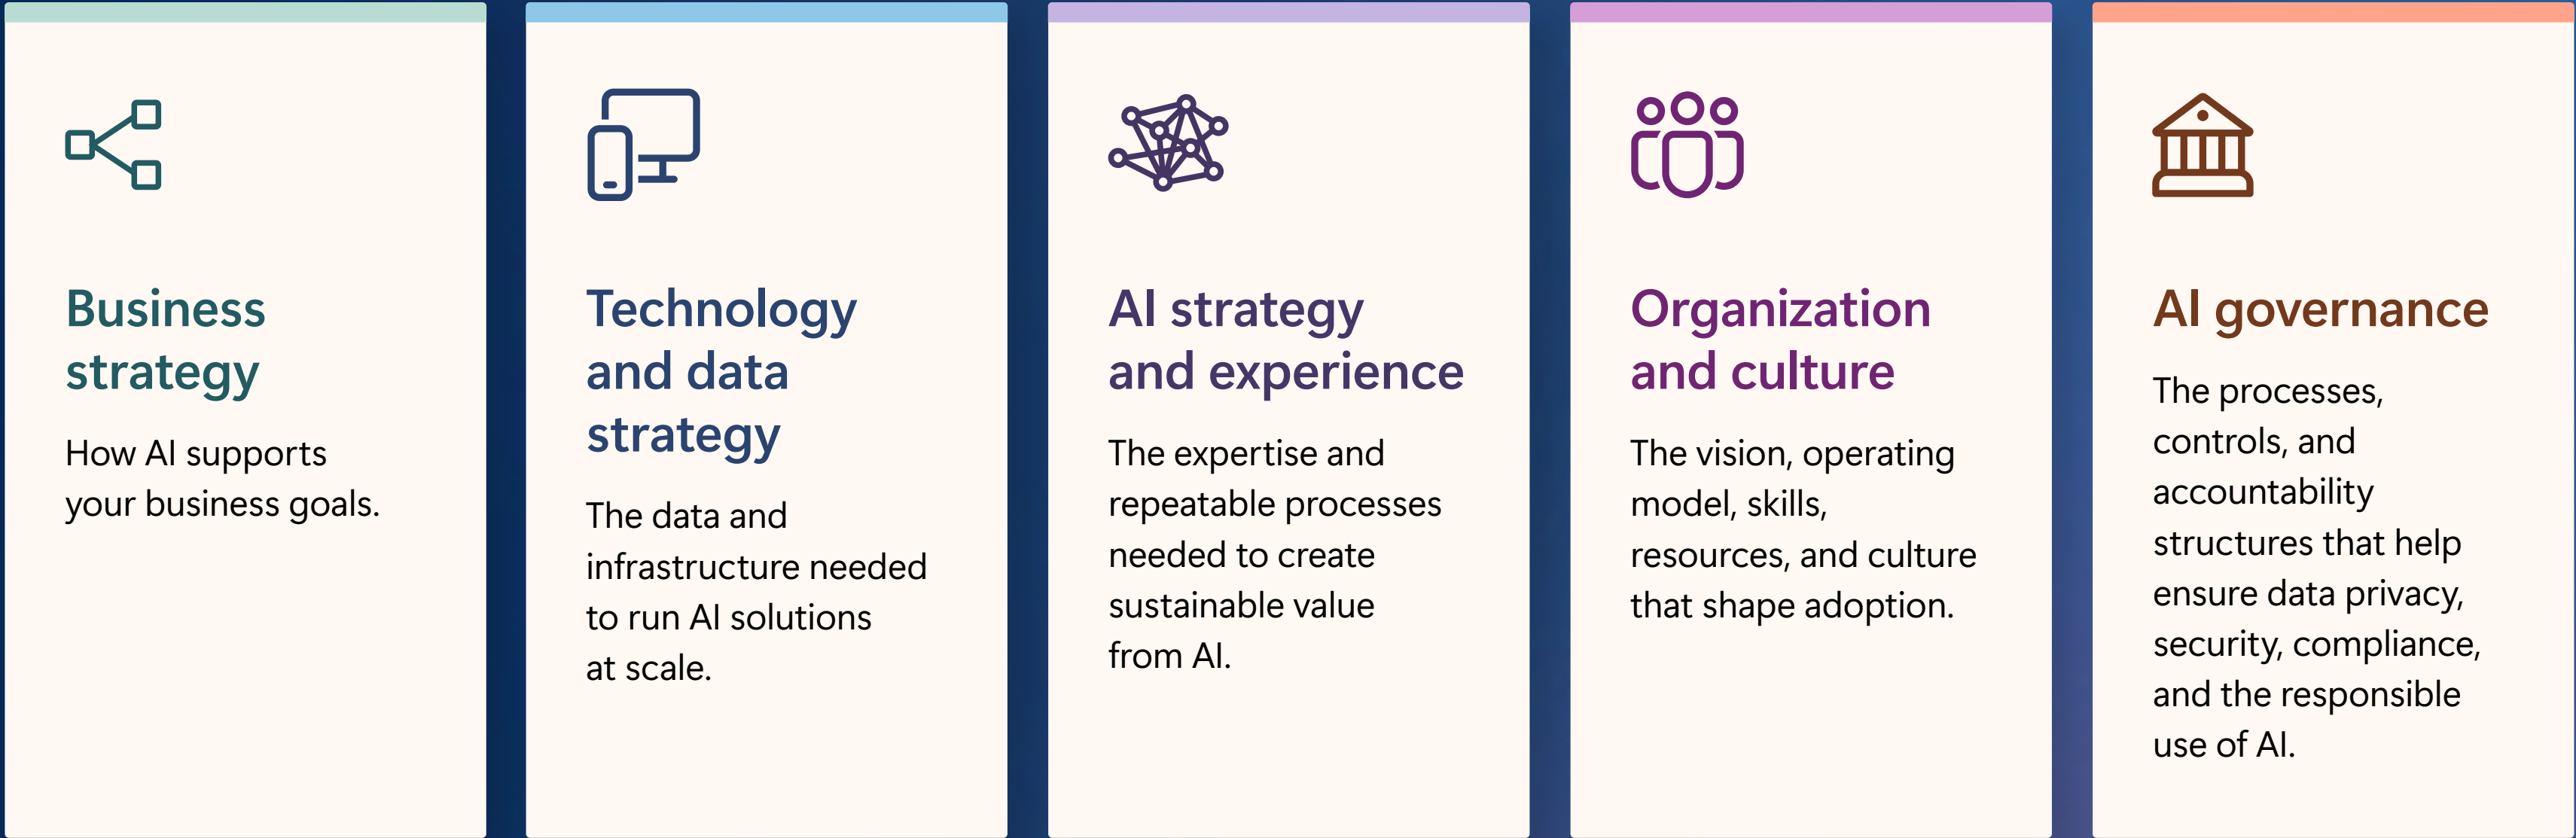 Business
strategy
How AI supports
your business goals.
Technology
and data
strategy
The data and
infrastructure needed
to run AI solutions
at scale.
AI strategy
and experience
The expertise and
repeatable processes
needed to create
sustainable value
from AI.
Organization
and culture
The vision, operating
model, skills,
resources, and culture
that shape adoption.
AI governance
The processes,
controls, and
accountability
structures that help
ensure data privacy,
security, compliance,
and the responsible
use of AI.